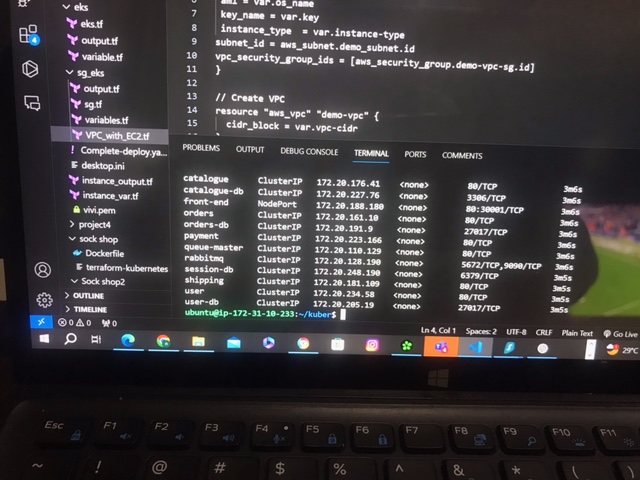 eks
eks.tf
output.tf
variable.tf
sg_eks
output.tf
sg.tf
variables.tf
VPC_with_EC2.tf
! Complete-deploy.ya...
desktop.ini
instance_output.tf
instance_var.tf
vivi.pem
project4
sock shop
Dockerfile
terraform-kubernetes
Sock shop2
OUTLINE
TIMELINE
4
6 ami = var.os_name
7 key_name = var.key
8 instance_type = var.instance-type
9 subnet_id = aws_subnet.demo_subnet.id
10 vpc_security_group_ids = [aws_security_group.demo-vpc-sg.id]
11 }
12
13 // Create VPC
14 resource "aws_vpc" "demo-vpc" {
15 cidr_block = var.vpc-cidr
PROBLEMS OUTPUT DEBUG CONSOLE TERMINAL PORTS COMMENTS
catalogue ClusterIP 172.20.176.41 <none> 80/TCP 3m6s
catalogue-db ClusterIP 172.20.227.76 <none> 3306/TCP 3m6s
front-end NodePort 172.20.188.180 <none> 80:30001/TCP 3m6s
orders ClusterIP 172.20.161.10 <none> 80/TCP 3m6s
orders-db ClusterIP 172.20.191.9 <none> 27017/TCP 3m6s
payment ClusterIP 172.20.223.166 <none> 80/TCP 3m6s
queue-master ClusterIP 172.20.110.129 <none> 80/TCP 3m6s
rabbitmq ClusterIP 172.20.128.190 <none> 5672/TCP,9090/TCP 3m6s
session-db ClusterIP 172.20.248.190 <none> 6379/TCP 3m5s
shipping ClusterIP 172.20.181.109 <none> 80/TCP 3m5s
user ClusterIP 172.20.234.58 <none> 80/TCP 3m5s
user-db ClusterIP 172.20.205.19 <none> 27017/TCP 3m5s
ubuntu@ip-172-31-10-233:~/kuber$
0 0 0
Ln 4, Col 1 Spaces: 2 UTF-8 CRLF Plain Text Go Live
29°C
Esc F1 F2 F3 F4 F5 F6 F7 F8 F9 F10 F11
~ ! @ # $ % ^ & * ( )